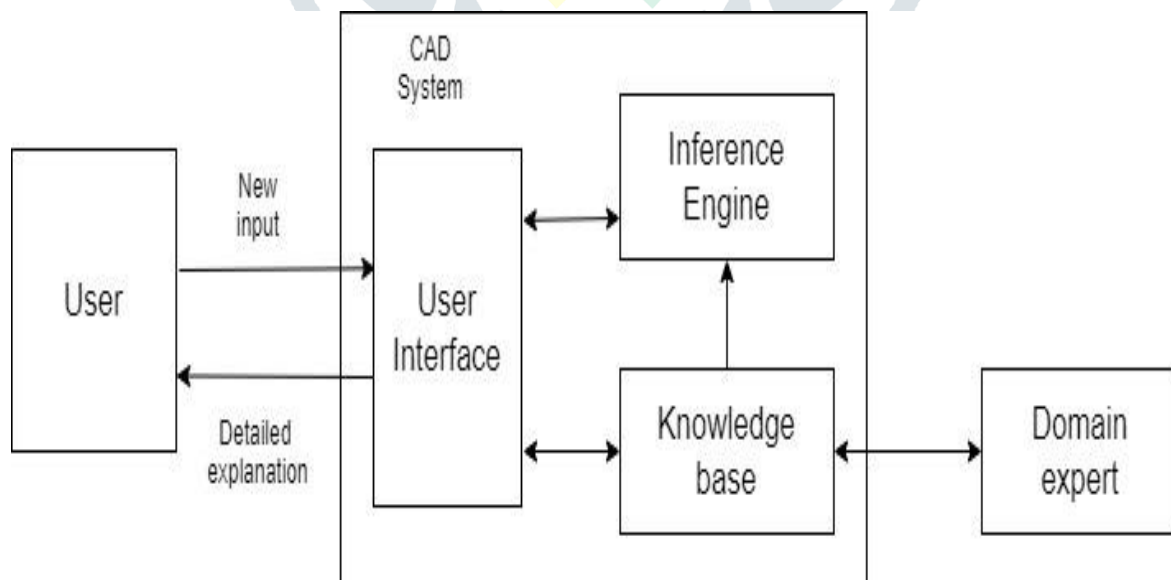 CAD
System
Inference
Engine
New
input
User
User
Interface
Detailed
explanation
Knowledge
base
Domain
expert